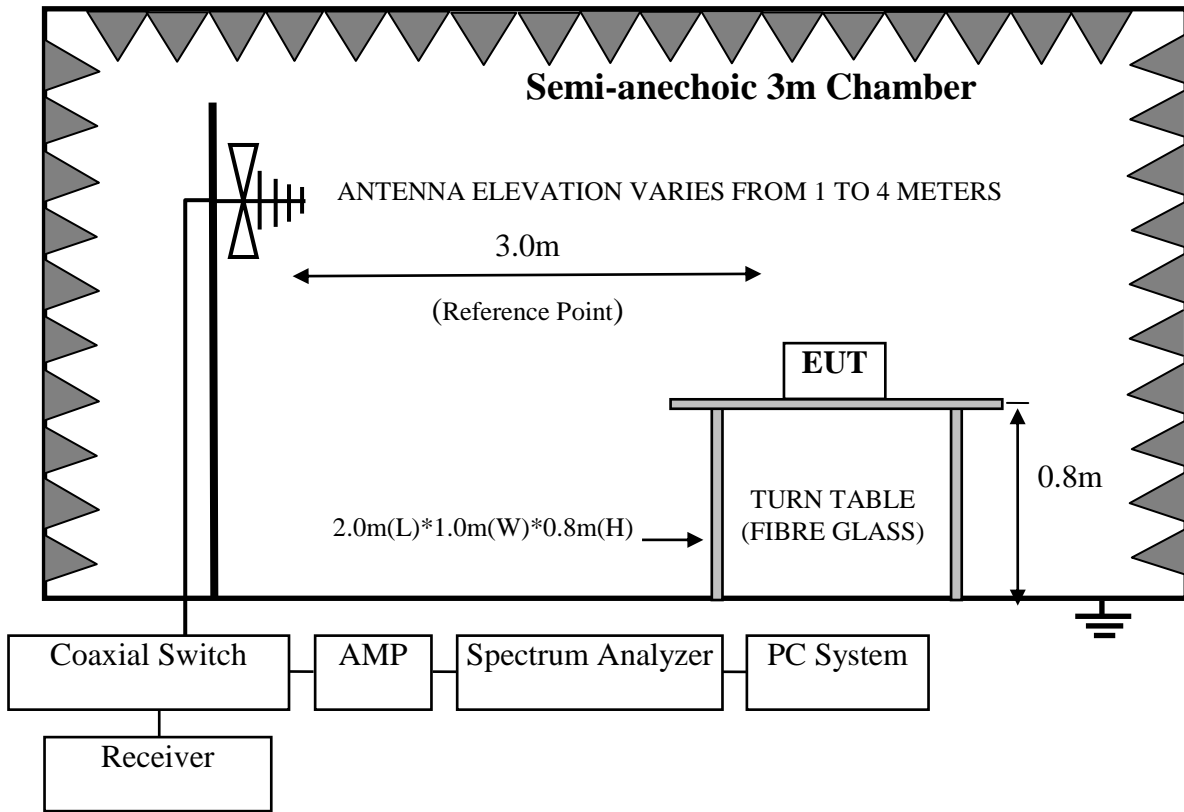 Semi-anechoic 3m Chamber
ANTENNA ELEVATION VARIES FROM 1 TO 4 METERS
3.0m
(Reference Point)
EUT
0.8m
TURN TABLE
(FIBRE GLASS)
2.0m(L)*1.0m(W)*0.8m(H)
Coaxial Switch
AMP
Spectrum Analyzer
PC System
Receiver